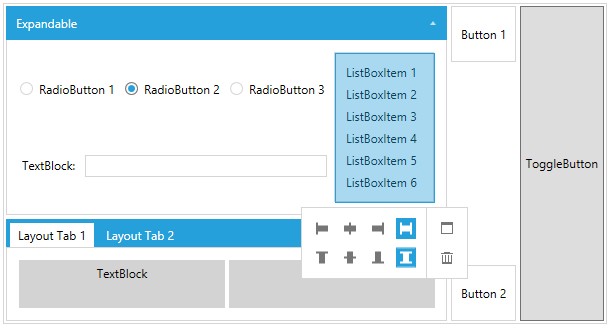 Expandable
RadioButton 1 RadioButton 2 RadioButton 3
ListBoxItem 1
ListBoxItem 2
ListBoxItem 3
ListBoxItem 4
ListBoxItem 5
ListBoxItem 6
TextBlock:
Button 1
ToggleButton
Layout Tab 1 Layout Tab 2
TextBlock
Button 2